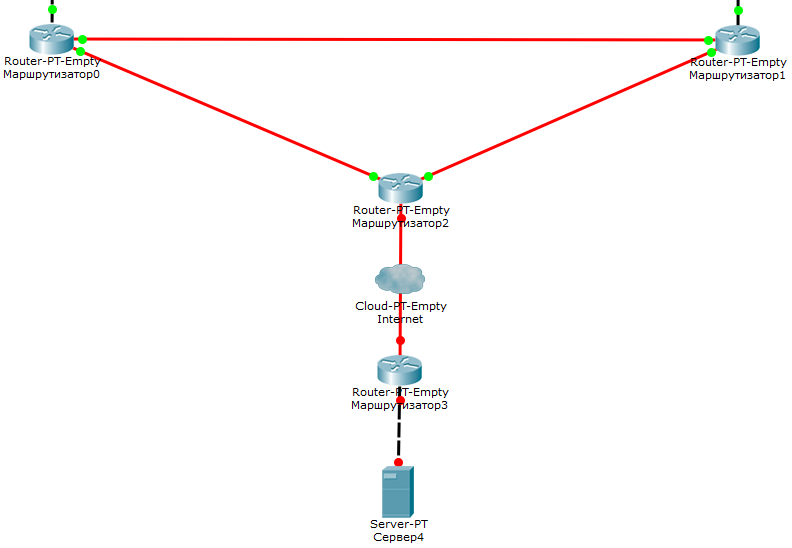 Router-PT-Empty
Маршрутизатор0
Router-PT-Empty
Маршрутизатор1
Router-PT-Empty
Маршрутизатор2
Cloud-PT-Empty
Internet
Router-PT-Empty
Маршрутизатор3
Server-PT
Сервер4